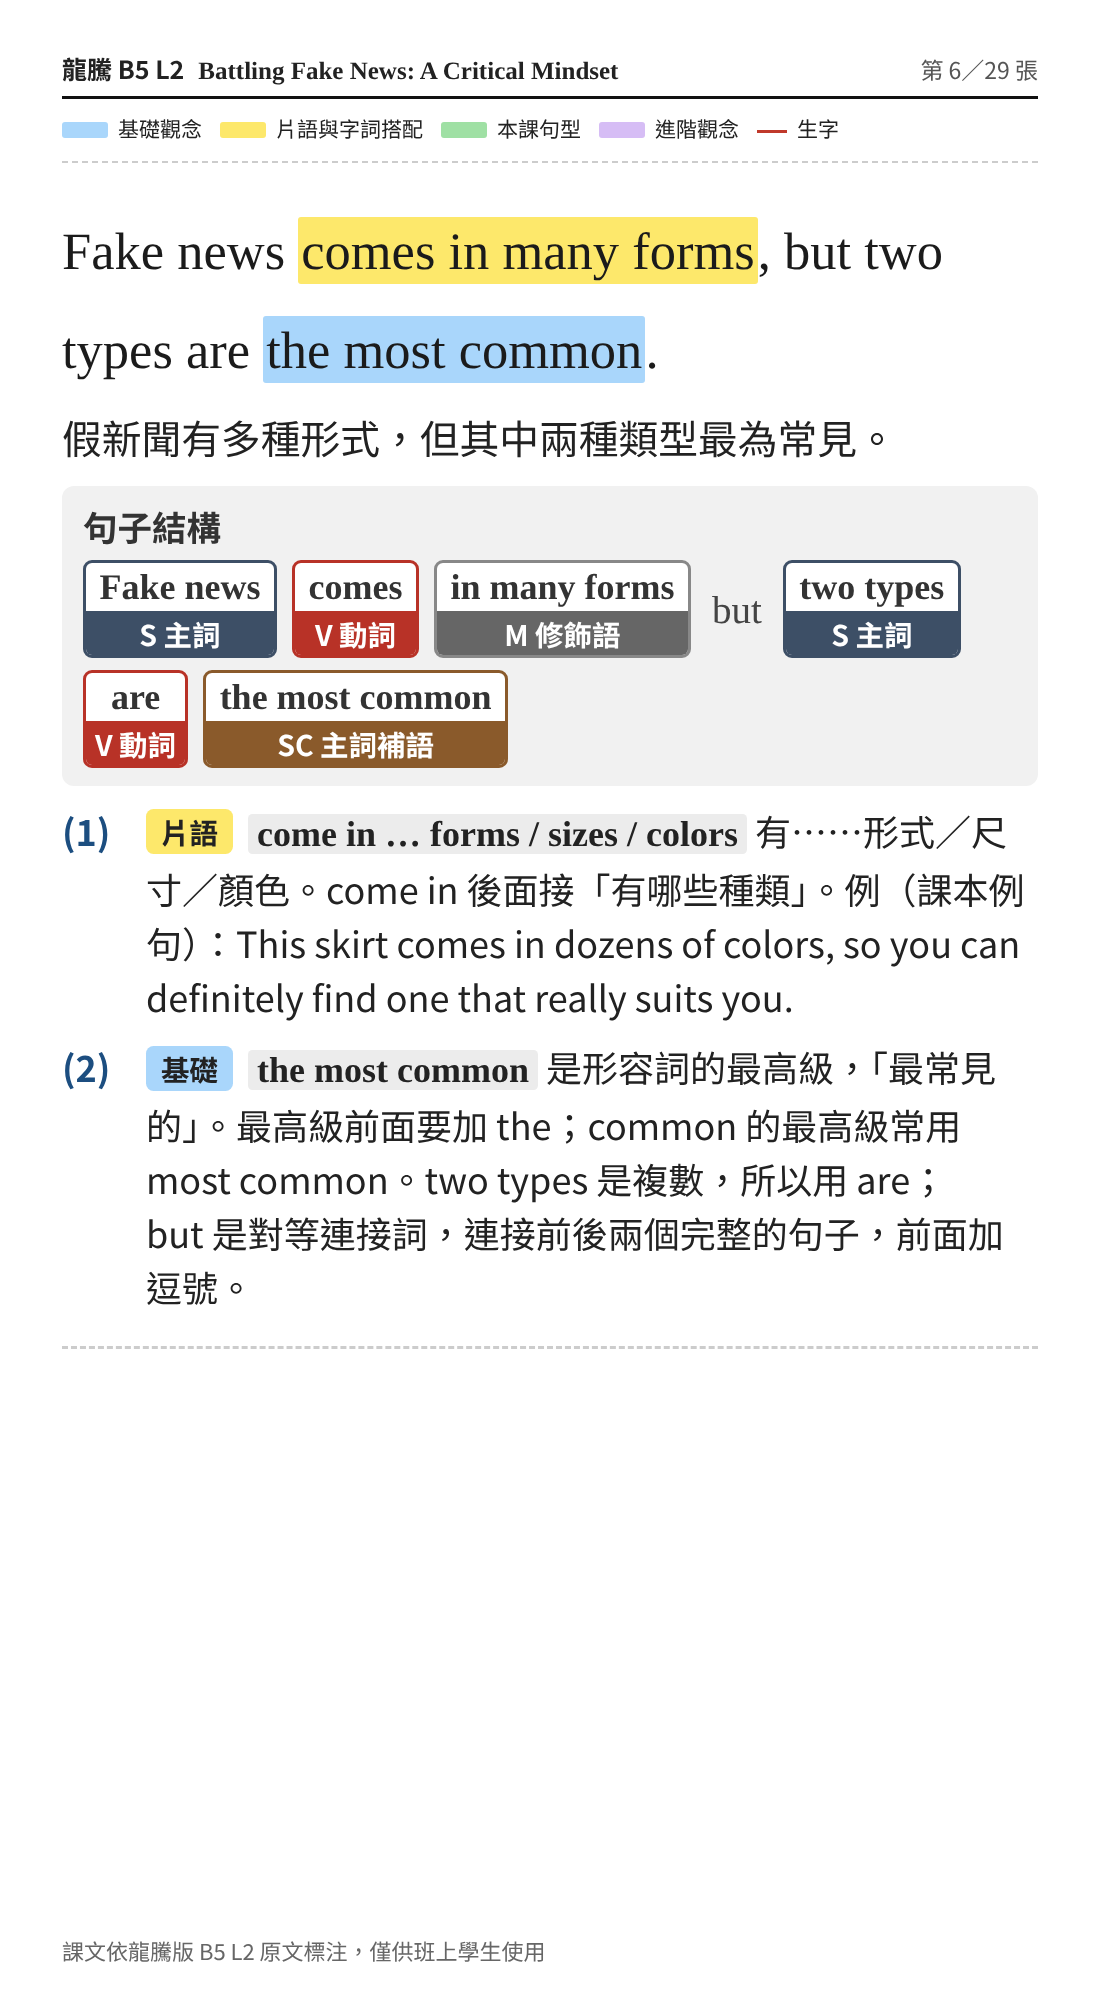 龍騰 B5 L2 Battling Fake News: A Critical Mindset 第 6／29 張
基礎觀念 片語與字詞搭配 本課句型 進階觀念 生字
Fake news comes in many forms, but two
types are the most common.
假新聞有多種形式，但其中兩種類型最為常見。
句子結構
Fake news comes in many forms but two types
S 主詞 V 動詞 M 修飾語 S 主詞
are the most common
V 動詞 SC 主詞補語
(1) 片語 come in … forms / sizes / colors 有……形式／尺
寸／顏色。come in 後面接「有哪些種類」。例（課本例
句）：This skirt comes in dozens of colors, so you can
definitely find one that really suits you.
(2) 基礎 the most common 是形容詞的最高級，「最常見
的」。最高級前面要加 the；common 的最高級常用
most common。two types 是複數，所以用 are；
but 是對等連接詞，連接前後兩個完整的句子，前面加
逗號。
課文依龍騰版 B5 L2 原文標注，僅供班上學生使用